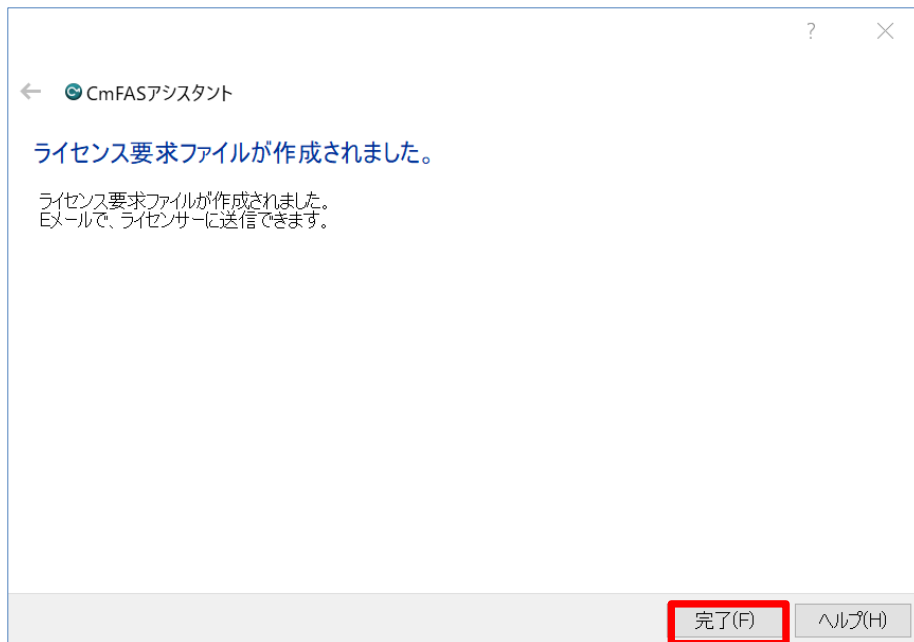 ?
CmFASアシスタント
ライセンス要求ファイルが作成されました。
ライセンス要求ファイルが作成されました。
Eメールで、ライセンサーに送信できます。
完了(F)
ヘルプ(H)